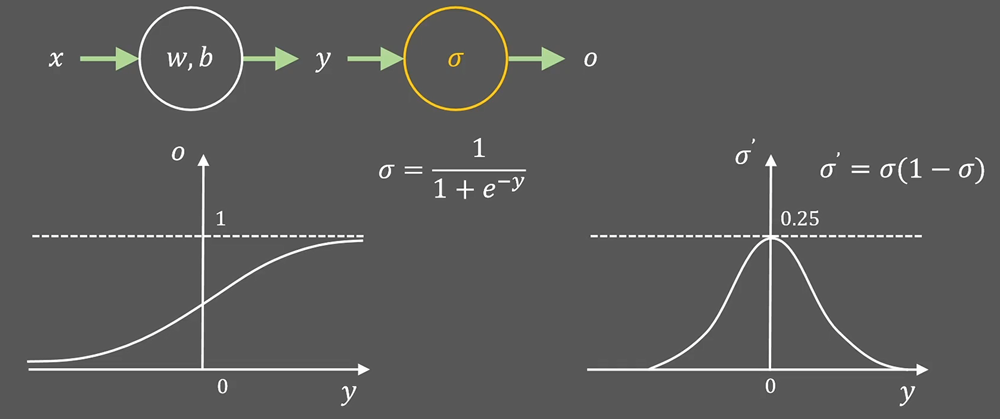 x w, b y σ o
o
σ = 1 / (1 + e^{-y})
1
0
y
σ’
σ’ = σ(1 − σ)
0.25
0
y